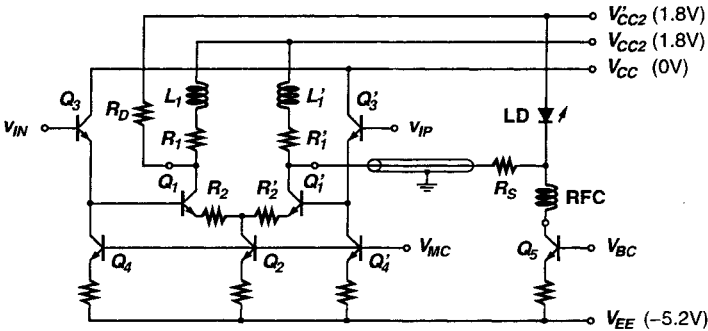 V'CC2 (1.8V)
VCC2 (1.8V)
VCC (0V)
Q3 RD L1 L'1 Q'3 LD
vIN R1 R'1 vIP
Q1 R2 R'2 Q'1 RS RFC
Q4 Q2 Q'4 VMC Q5 VBC
VEE (−5.2V)